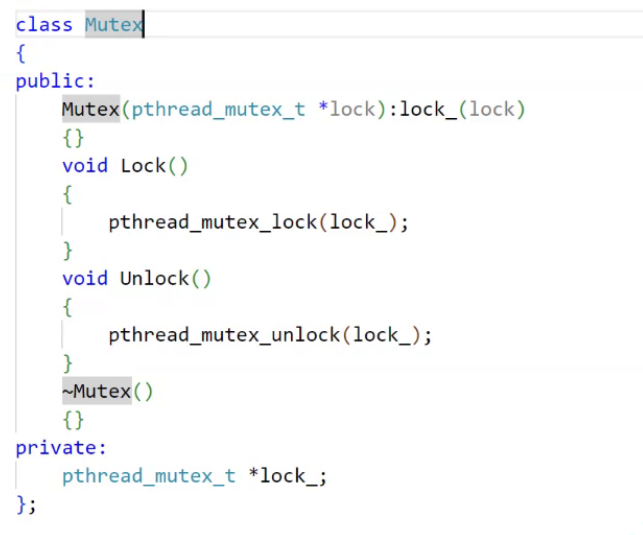 class Mutex
{
public:
    Mutex(pthread_mutex_t *lock):lock_(lock)
    {}
    void Lock()
    {
        pthread_mutex_lock(lock_);
    }
    void Unlock()
    {
        pthread_mutex_unlock(lock_);
    }
    ~Mutex()
    {}
private:
    pthread_mutex_t *lock_;
};